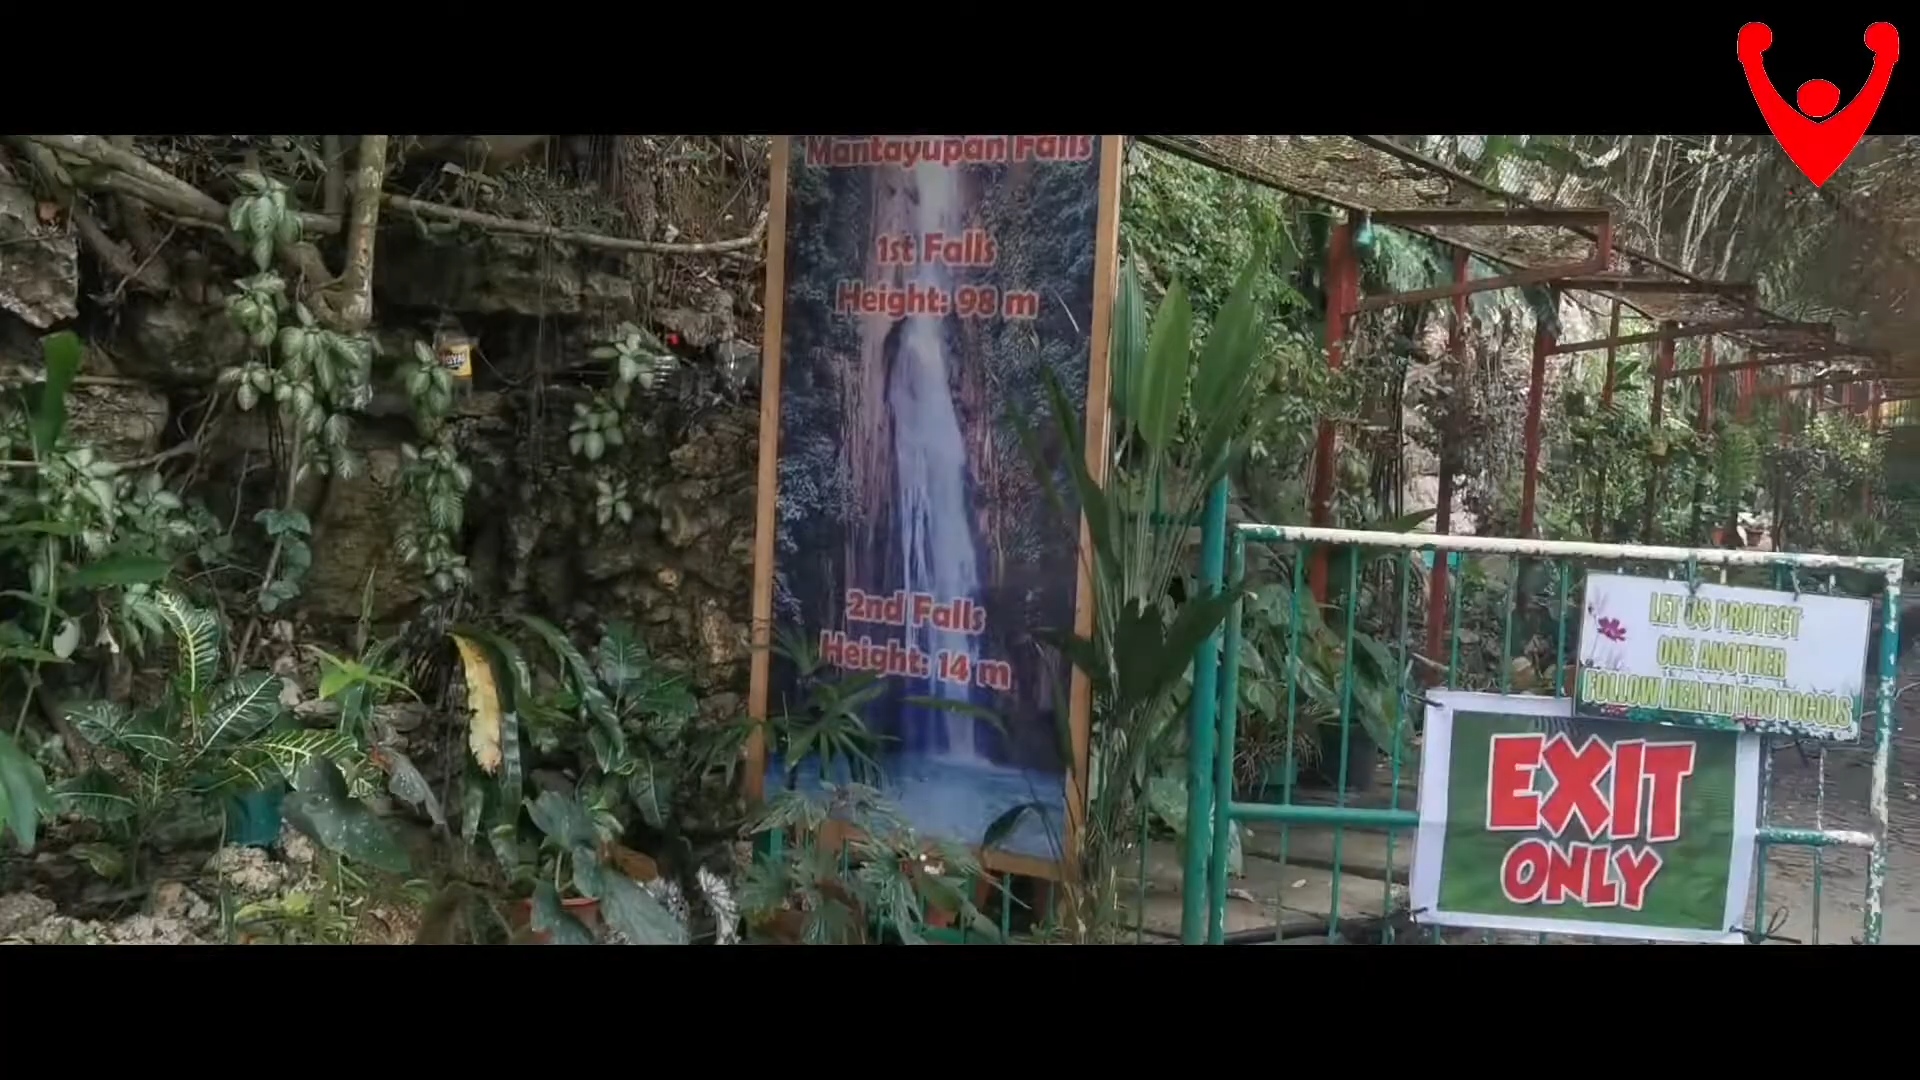 Mantayupan Falls
1st Falls
Height: 98 m
2nd Falls
Height: 14 m
LET US PROTECT
ONE ANOTHER
FOLLOW HEALTH PROTOCOLS
EXIT
ONLY